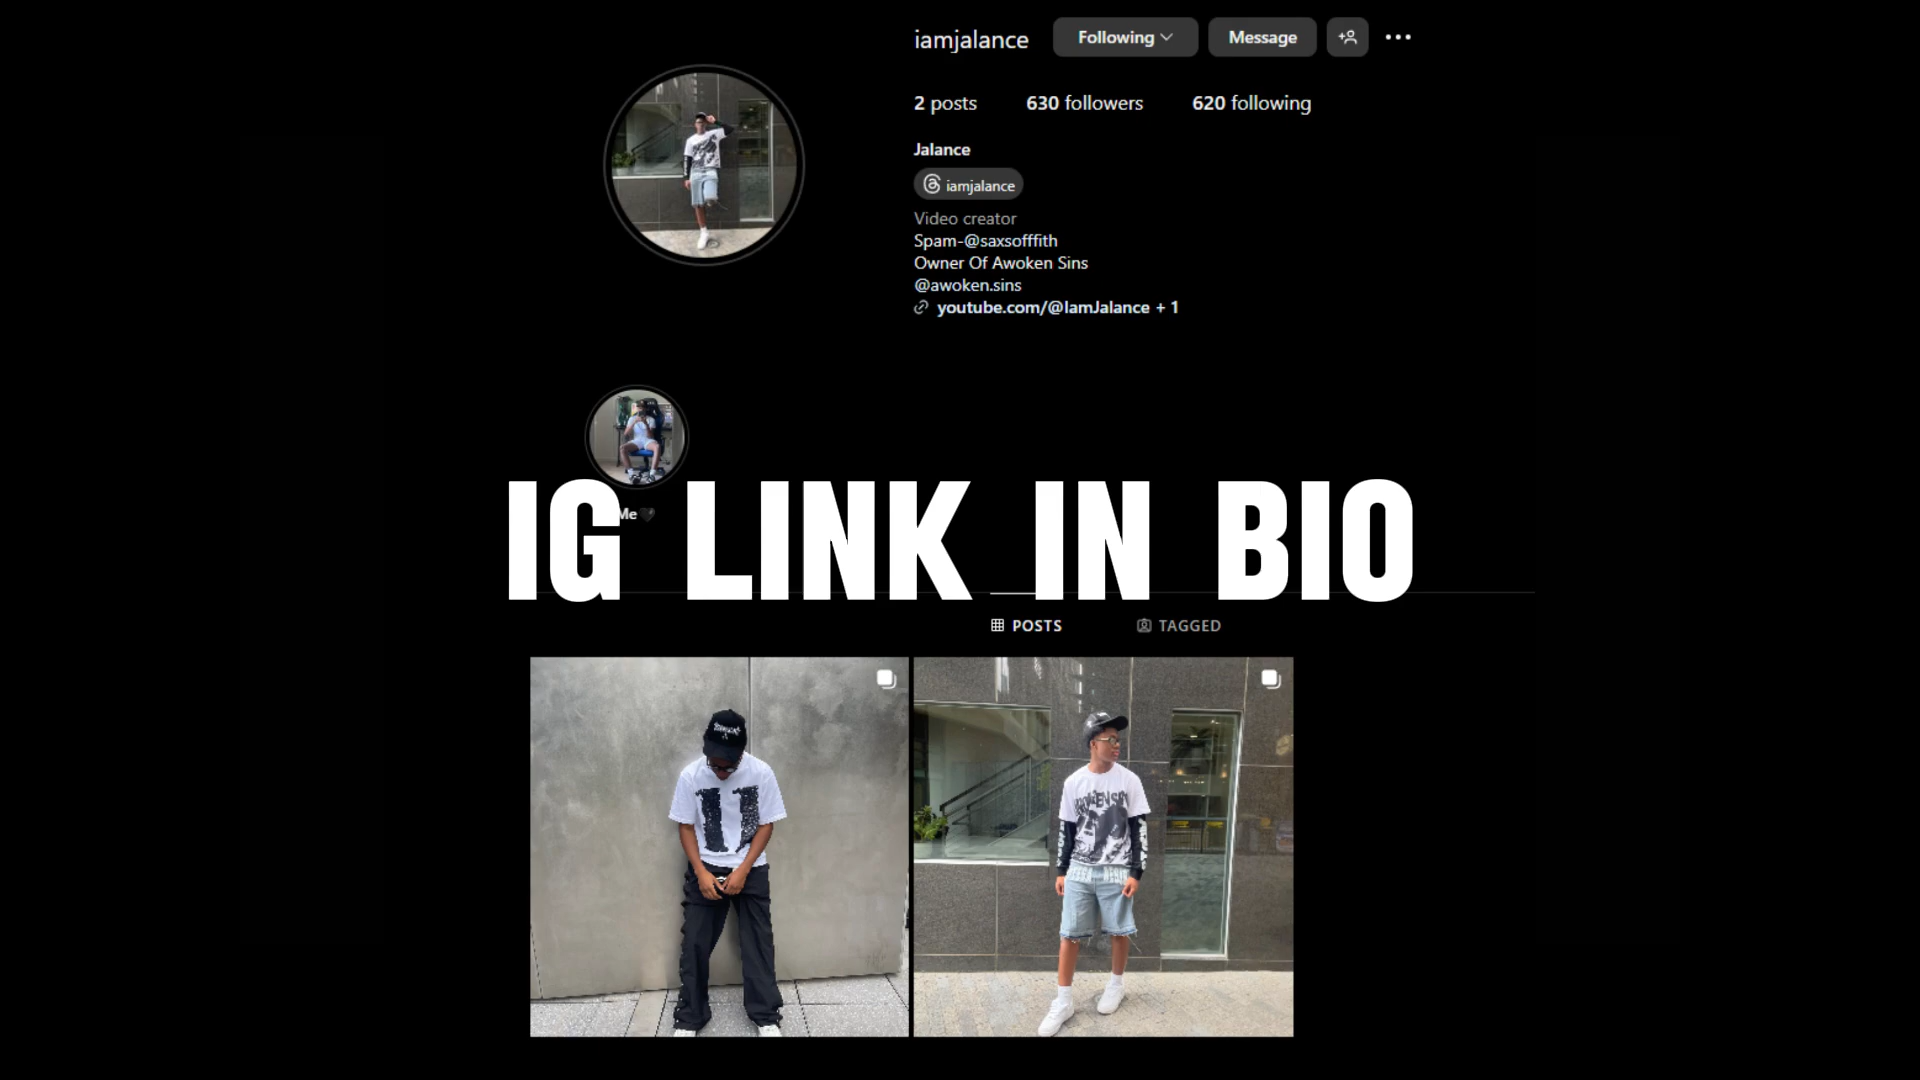 iamjalance Following Message
2 posts 630 followers 620 following
Jalance
iamjalance
Video creator
Spam-@saxsofffith
Owner Of Awoken Sins
@awoken.sins
youtube.com/@IamJalance + 1
Me
IG LINK IN BIO
POSTS TAGGED